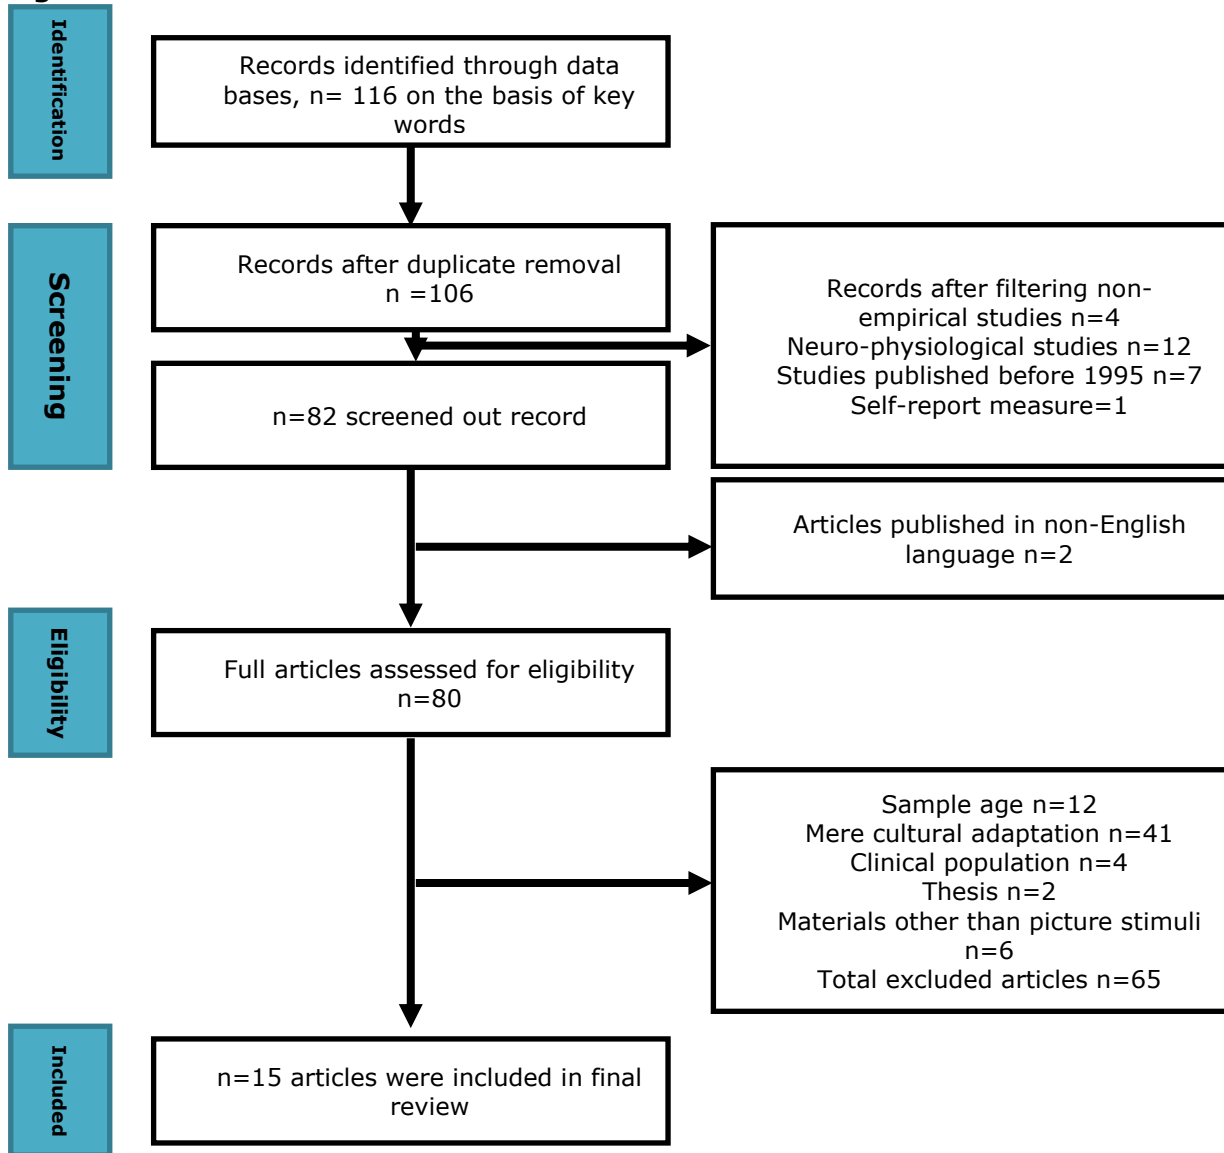 Identification
Records identified through data
bases, n= 116 on the basis of key
words
Screening
Records after duplicate removal
n =106
Records after filtering non-
empirical studies n=4
Neuro-physiological studies n=12
Studies published before 1995 n=7
Self-report measure=1
n=82 screened out record
Articles published in non-English
language n=2
Eligibility
Full articles assessed for eligibility
n=80
Sample age n=12
Mere cultural adaptation n=41
Clinical population n=4
Thesis n=2
Materials other than picture stimuli
n=6
Total excluded articles n=65
Included
n=15 articles were included in final
review